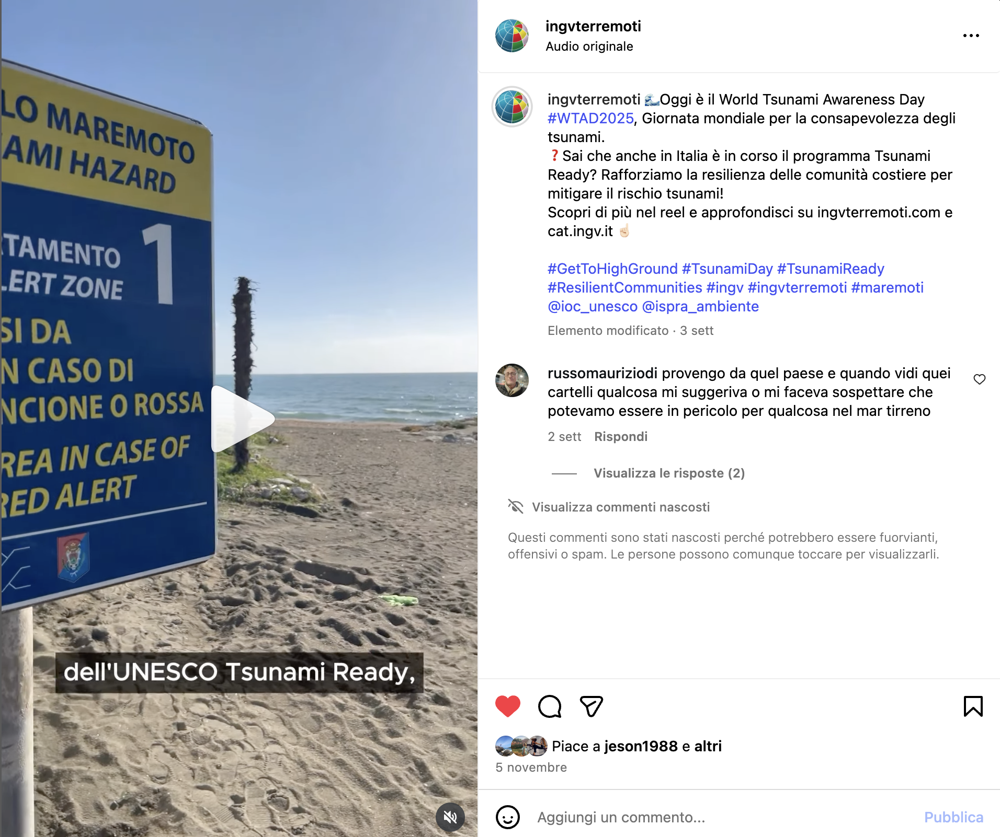 LO MAREMOTO
AMI HAZARD
TAMENTO
1
LERT ZONE
SI DA
N CASO DI
NCIONE O ROSSA
REA IN CASE OF
RED ALERT
dell'UNESCO Tsunami Ready,
ingvterremoti
Audio originale
ingvterremoti 🌊Oggi è il World Tsunami Awareness Day
#WTAD2025, Giornata mondiale per la consapevolezza degli
tsunami.
❓Sai che anche in Italia è in corso il programma Tsunami
Ready? Rafforziamo la resilienza delle comunità costiere per
mitigare il rischio tsunami!
Scopri di più nel reel e approfondisci su ingvterremoti.com e
cat.ingv.it ☝🏻
#GetToHighGround #TsunamiDay #TsunamiReady
#ResilientCommunities #ingv #ingvterremoti #maremoti
@ioc_unesco @ispra_ambiente
Elemento modificato · 3 sett
russomauriziodi provengo da quel paese e quando vidi quei
cartelli qualcosa mi suggeriva o mi faceva sospettare che
potevamo essere in pericolo per qualcosa nel mar tirreno
2 sett Rispondi
Visualizza le risposte (2)
Visualizza commenti nascosti
Questi commenti sono stati nascosti perché potrebbero essere fuorvianti,
offensivi o spam. Le persone possono comunque toccare per visualizzarli.
Piace a jeson1988 e altri
5 novembre
Aggiungi un commento...
Pubblica